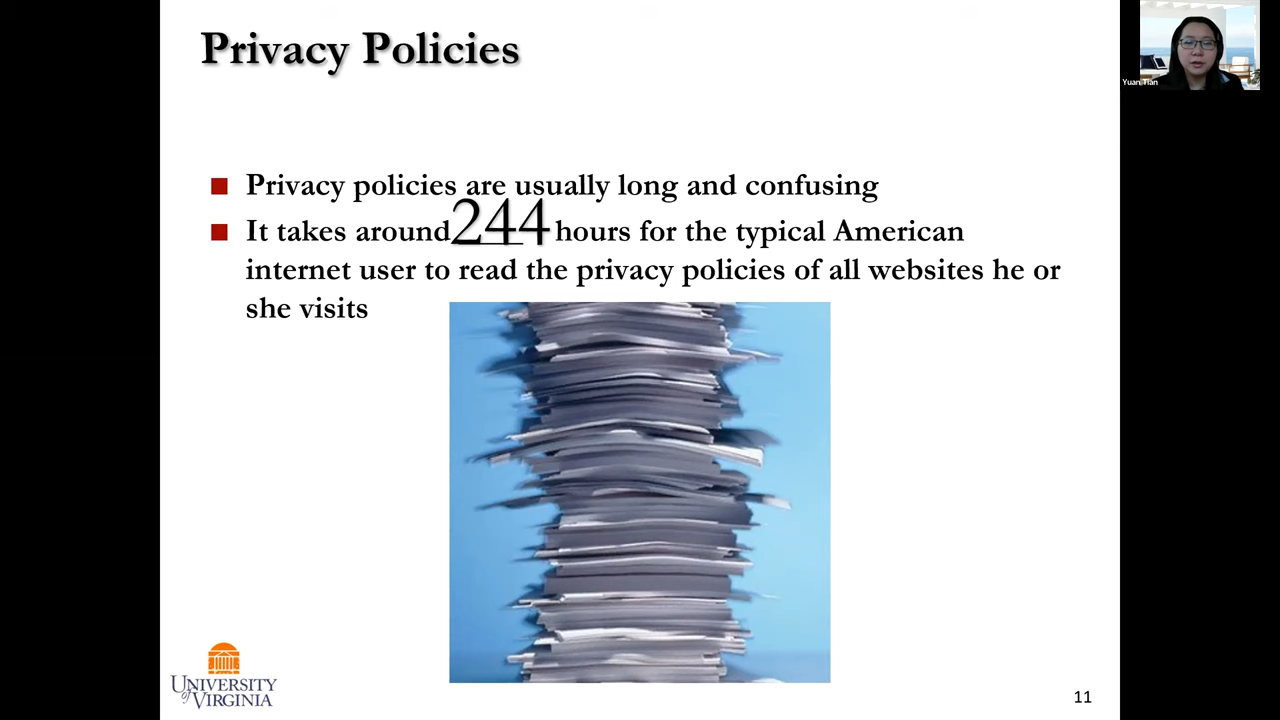 Privacy Policies
Yuan Tian
Privacy policies are usually long and confusing
It takes around 244 hours for the typical American
internet user to read the privacy policies of all websites he or
she visits
UNIVERSITY
of VIRGINIA
11